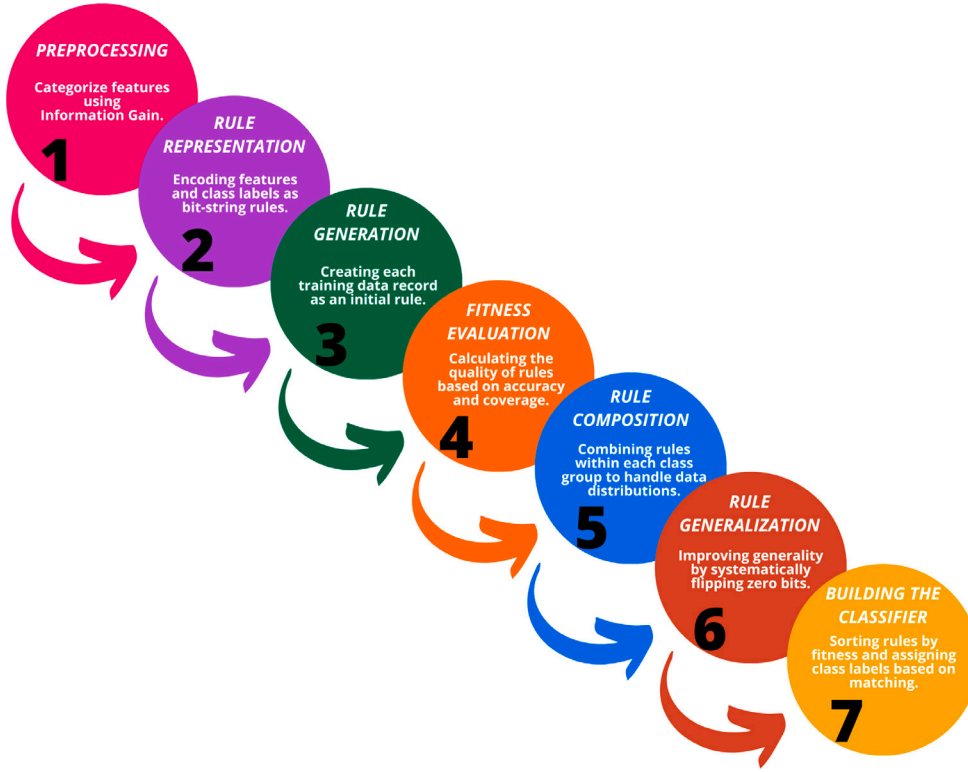 PREPROCESSING
Categorize features
using
Information Gain.
1
RULE
REPRESENTATION
Encoding features
and class labels as
bit-string rules.
2
RULE
GENERATION
Creating each
training data record
as an initial rule.
3
FITNESS
EVALUATION
Calculating the
quality of rules
based on accuracy
and coverage.
4
RULE
COMPOSITION
Combining rules
within each class
group to handle data
distributions.
5
RULE
GENERALIZATION
Improving generality
by systematically
flipping zero bits.
6
BUILDING THE
CLASSIFIER
Sorting rules by
fitness and assigning
class labels based on
matching.
7